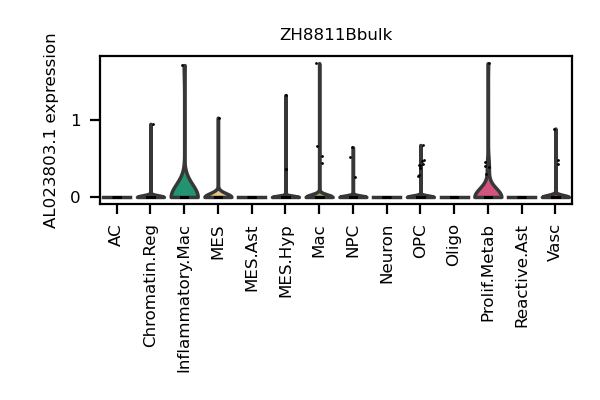 ZH8811Bbulk
AL023803.1 expression
1
0
AC
Chromatin.Reg
Inflammatory.Mac
MES
MES.Ast
MES.Hyp
Mac
NPC
Neuron
OPC
Oligo
Prolif.Metab
Reactive.Ast
Vasc